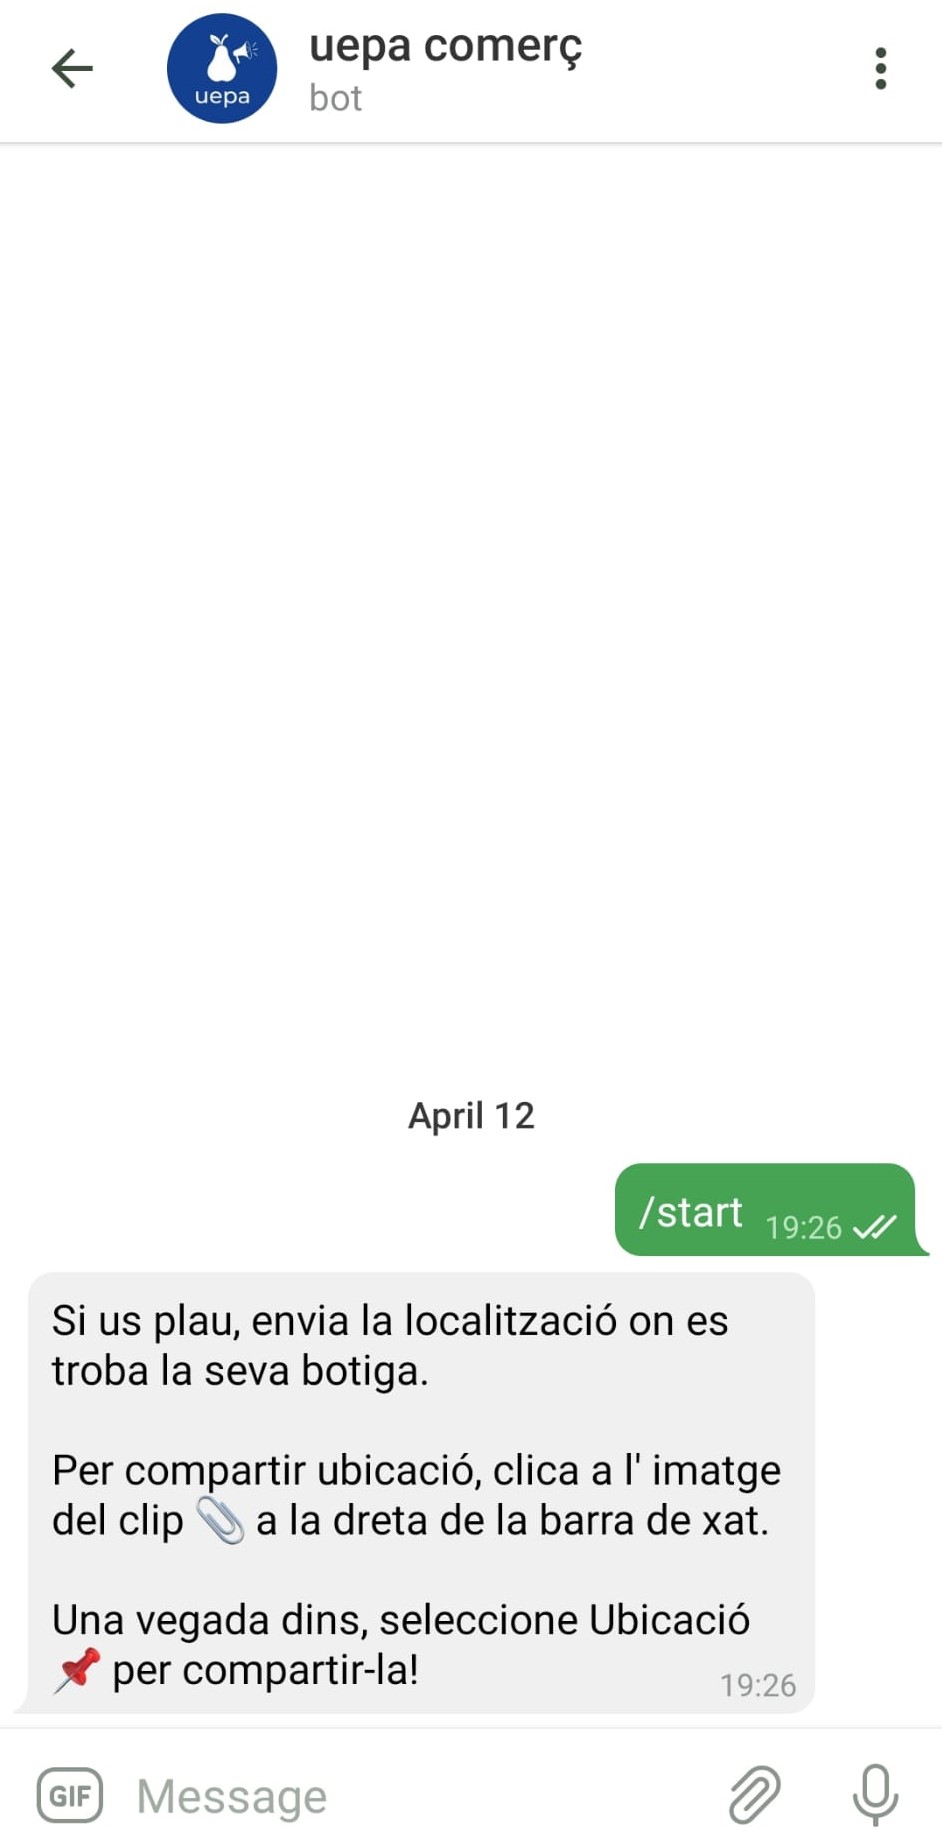 uepa
uepa comerç
bot
April 12
/start 19:26
Si us plau, envia la localització on es
troba la seva botiga.
Per compartir ubicació, clica a l' imatge
del clip 📎 a la dreta de la barra de xat.
Una vegada dins, seleccione Ubicació
📌 per compartir-la!
19:26
GIF Message